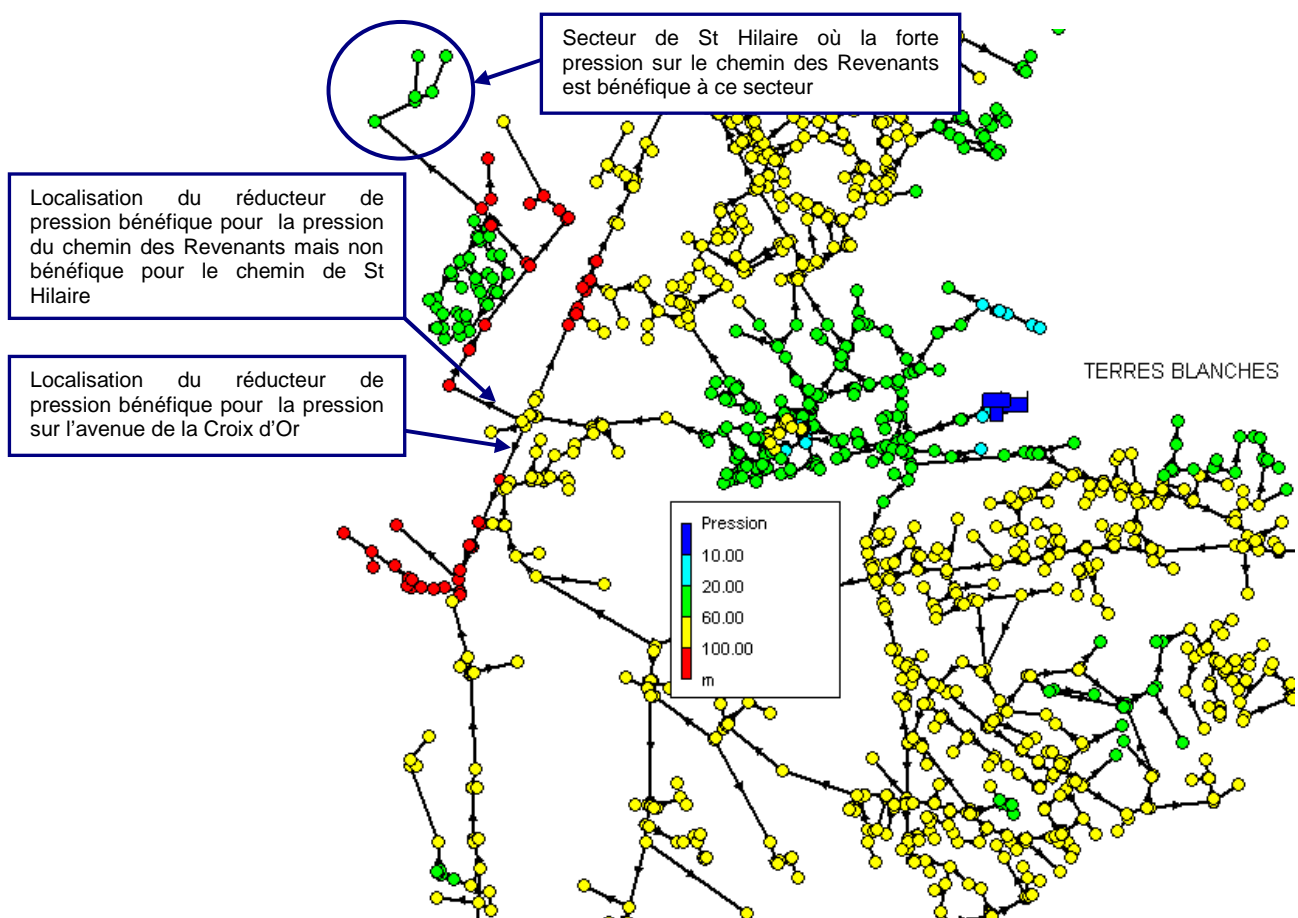 Secteur de St Hilaire où la forte
pression sur le chemin des Revenants
est bénéfique à ce secteur
Localisation du réducteur de
pression bénéfique pour la pression
du chemin des Revenants mais non
bénéfique pour le chemin de St
Hilaire
Localisation du réducteur de
pression bénéfique pour la pression
sur l'avenue de la Croix d'Or
TERRES BLANCHES
Pression
10.00
20.00
60.00
100.00
m